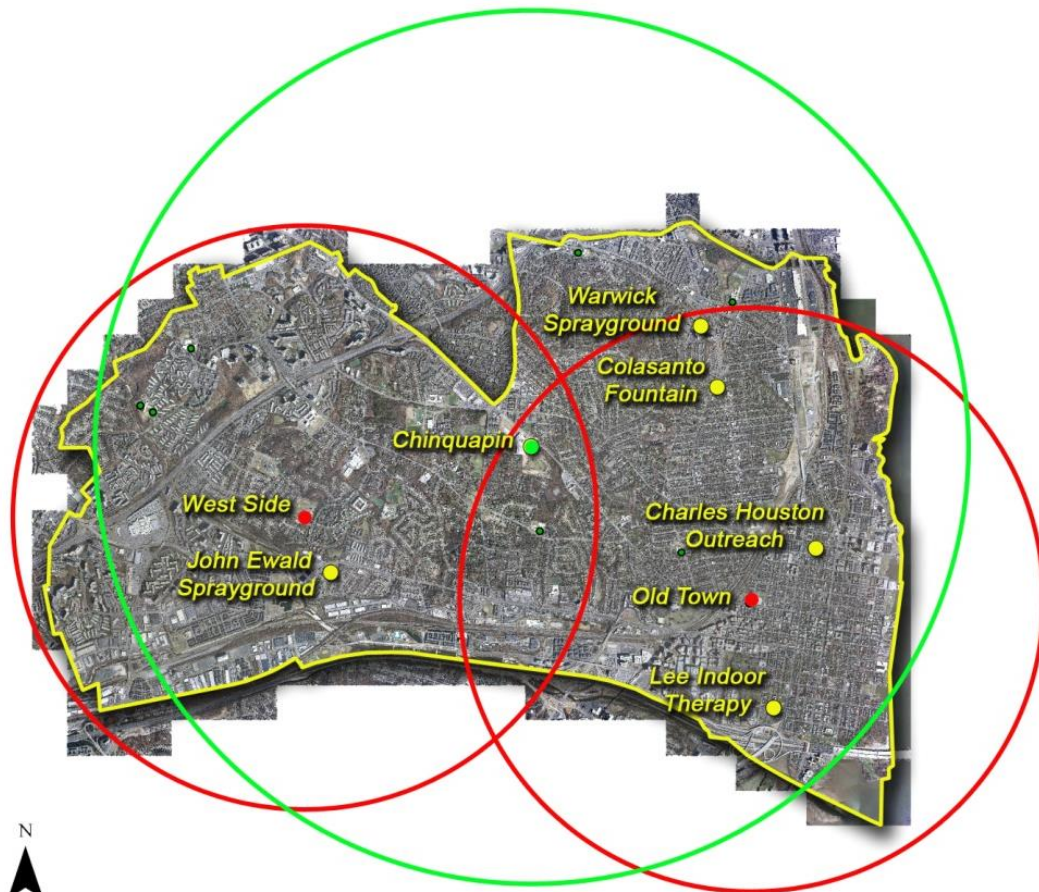 Warwick
Sprayground
Colasanto
Fountain
Chinquapin
West Side
Charles Houston
Outreach
John Ewald
Sprayground
Old Town
Lee Indoor
Therapy
N